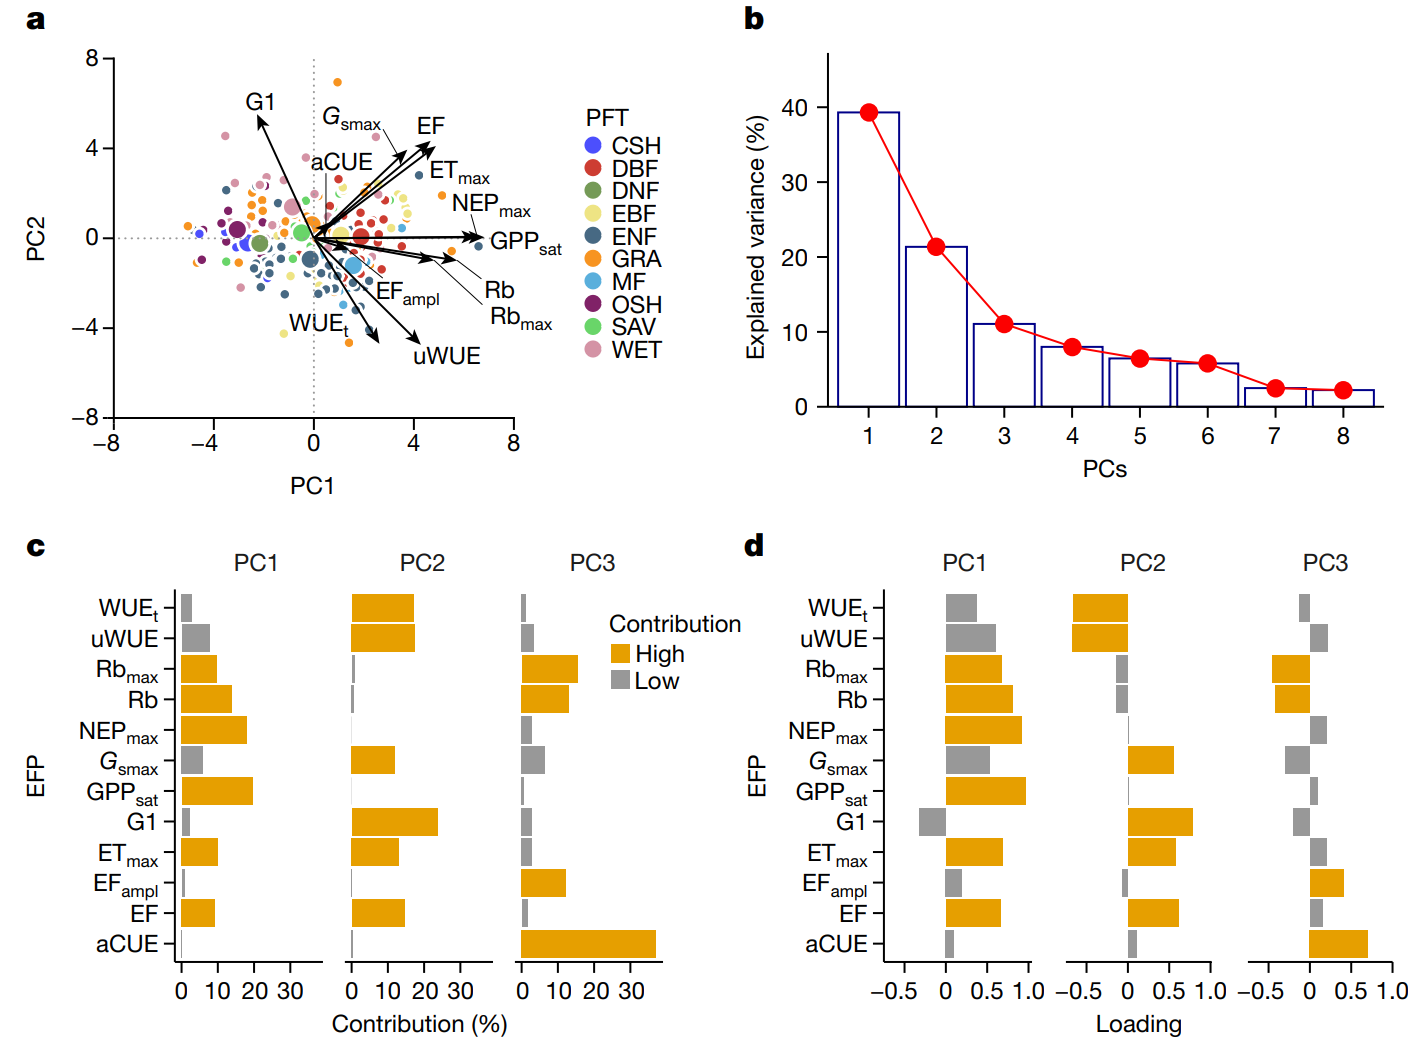 a
8
4
0
−4
−8
−8
−4
0
4
8
PC2
PC1
G1
Gsmax
EF
aCUE
ETmax
NEPmax
GPPsat
Rb
Rbmax
EFampl
WUEt
uWUE
PFT
CSH
DBF
DNF
EBF
ENF
GRA
MF
OSH
SAV
WET
b
Explained variance (%)
40
30
20
10
0
1 2 3 4 5 6 7 8
PCs
c
PC1 PC2 PC3
EFP
WUEt
uWUE
Rbmax
Rb
NEPmax
Gsmax
GPPsat
G1
ETmax
EFampl
EF
aCUE
0 10 20 30 0 10 20 30 0 10 20 30
Contribution (%)
Contribution
High
Low
d
PC1 PC2 PC3
EFP
WUEt
uWUE
Rbmax
Rb
NEPmax
Gsmax
GPPsat
G1
ETmax
EFampl
EF
aCUE
−0.5 0 0.5 1.0 −0.5 0 0.5 1.0 −0.5 0 0.5 1.0
Loading